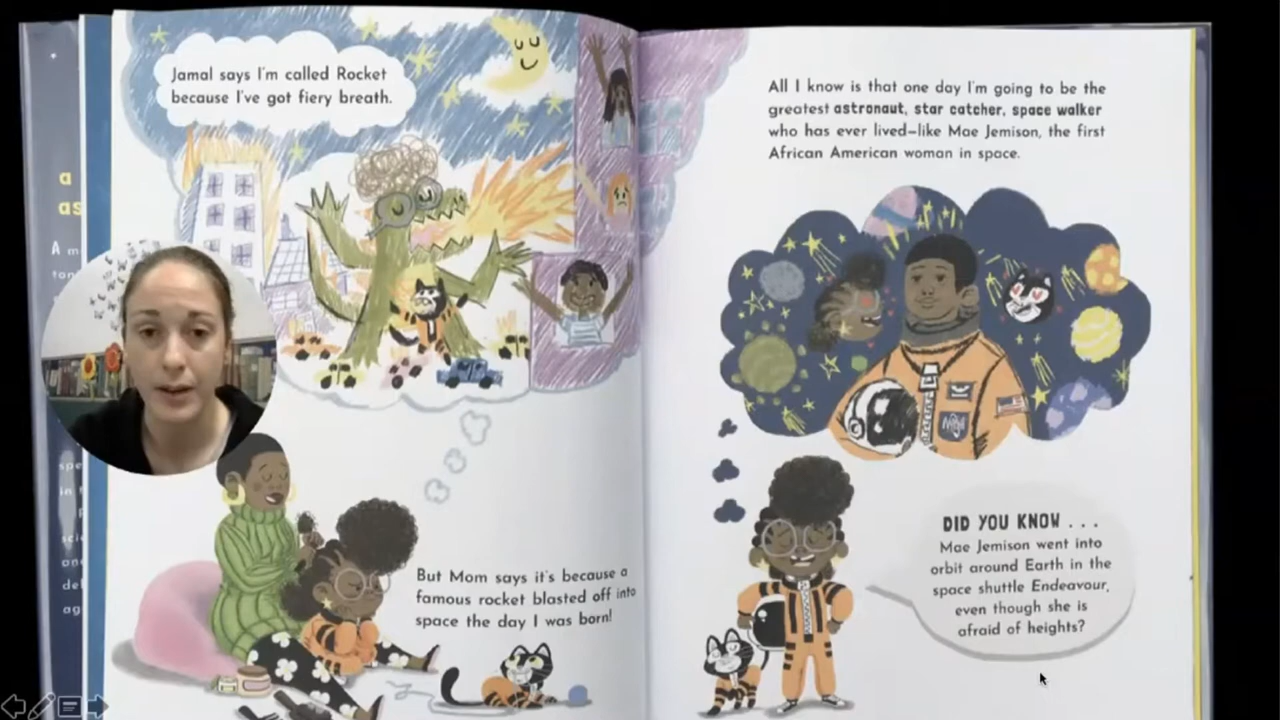 Jamal says I'm called Rocket
because I've got fiery breath.
But Mom says it's because a
famous rocket blasted off into
space the day I was born!
All I know is that one day I'm going to be the
greatest astronaut, star catcher, space walker
who has ever lived—like Mae Jemison, the first
African American woman in space.
NASA
DID YOU KNOW . . .
Mae Jemison went into
orbit around Earth in the
space shuttle Endeavour,
even though she is
afraid of heights?